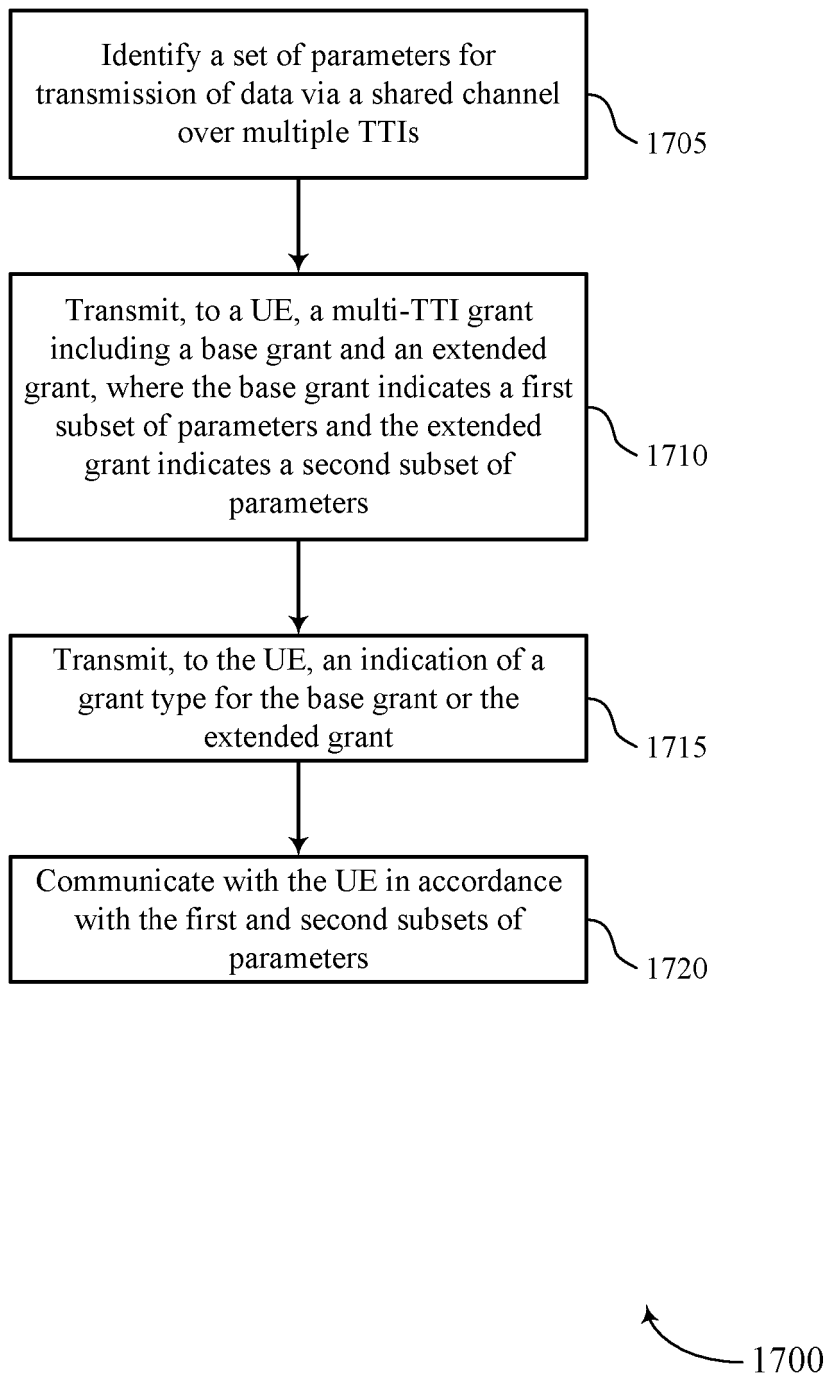 Identify a set of parameters for
transmission of data via a shared channel
over multiple TTIs
1705
Transmit, to a UE, a multi-TTI grant
including a base grant and an extended
grant, where the base grant indicates a first
subset of parameters and the extended
grant indicates a second subset of
parameters
1710
Transmit, to the UE, an indication of a
grant type for the base grant or the
extended grant
1715
Communicate with the UE in accordance
with the first and second subsets of
parameters
1720
1700